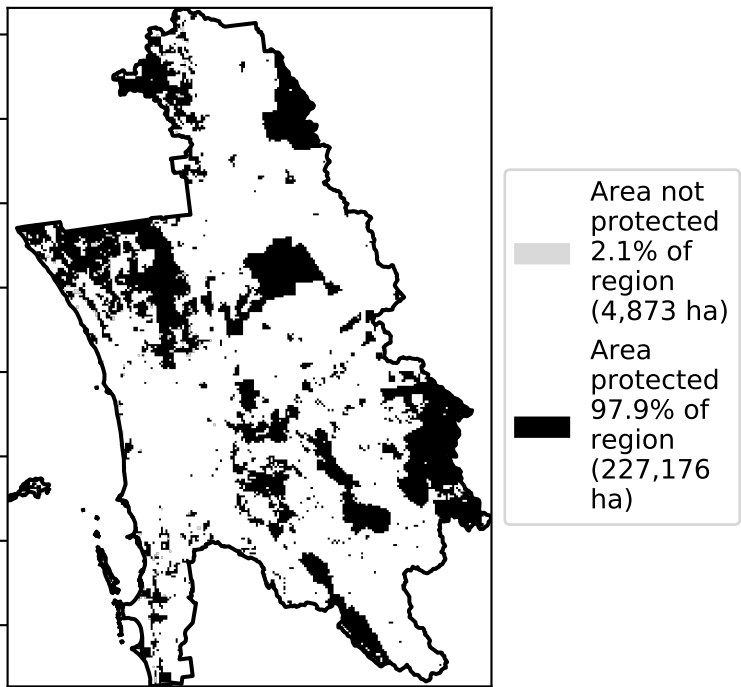 Area not
protected
2.1% of
region
(4,873 ha)
Area
protected
97.9% of
region
(227,176
ha)